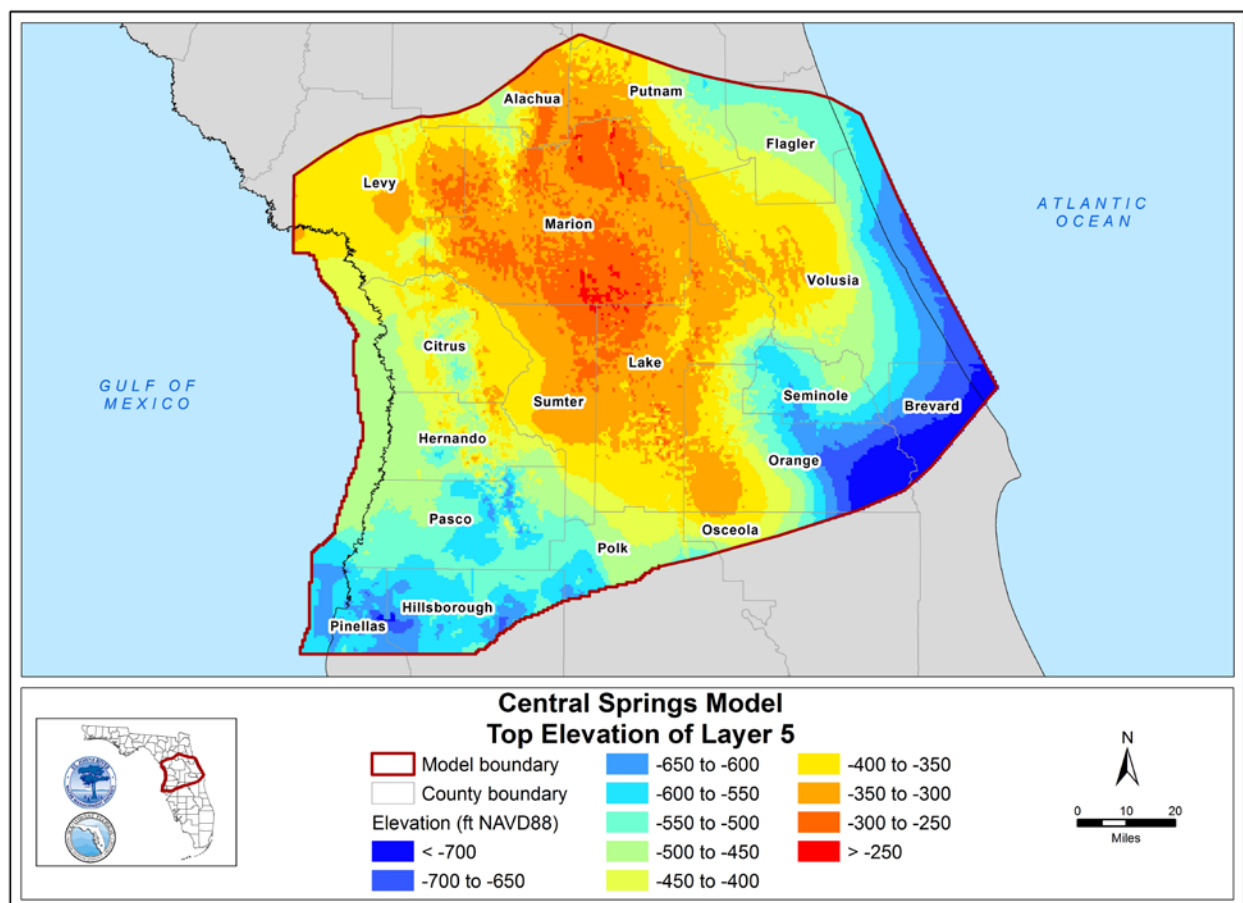 Alachua
Putnam
Flagler
Levy
ATLANTIC
OCEAN
Marion
Volusia
Citrus
Lake
GULF OF
MEXICO
Seminole
Sumter
Brevard
Hernando
Orange
Pasco
Osceola
Polk
Hillsborough
Pinellas
Central Springs Model
Top Elevation of Layer 5
Model boundary
County boundary
Elevation (ft NAVD88)
< -700
-700 to -650
-650 to -600
-600 to -550
-550 to -500
-500 to -450
-450 to -400
-400 to -350
-350 to -300
-300 to -250
> -250
N
0 10 20
Miles